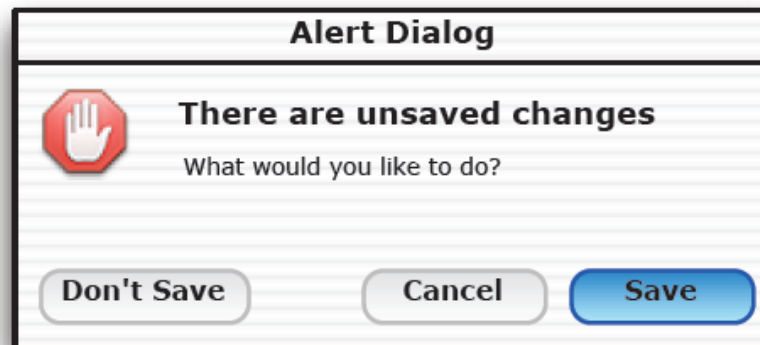 Alert Dialog
There are unsaved changes
What would you like to do?
Don't Save Cancel Save